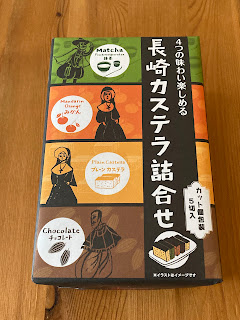 4つの味わい楽しめる
長崎カステラ詰合せ
Matcha
抹茶
Mandarin
Orange
みかん
Plain Castella
プレーン カステラ
Chocolate
チョコレート
カット個包装
5切入
※イラストはイメージです